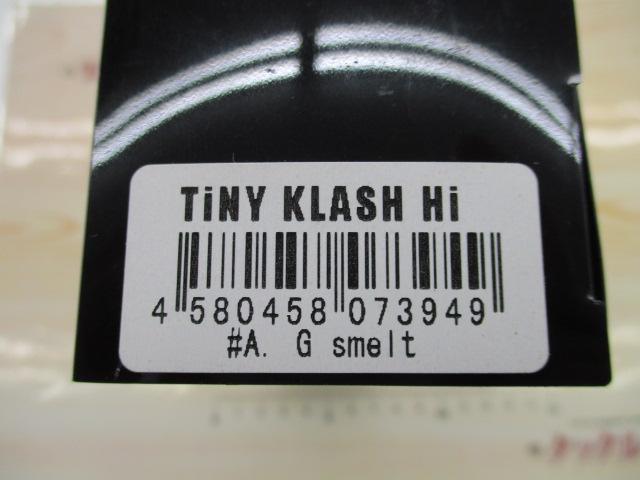 TiNY KLASH Hi
4 580458 073949
#A. G smelt